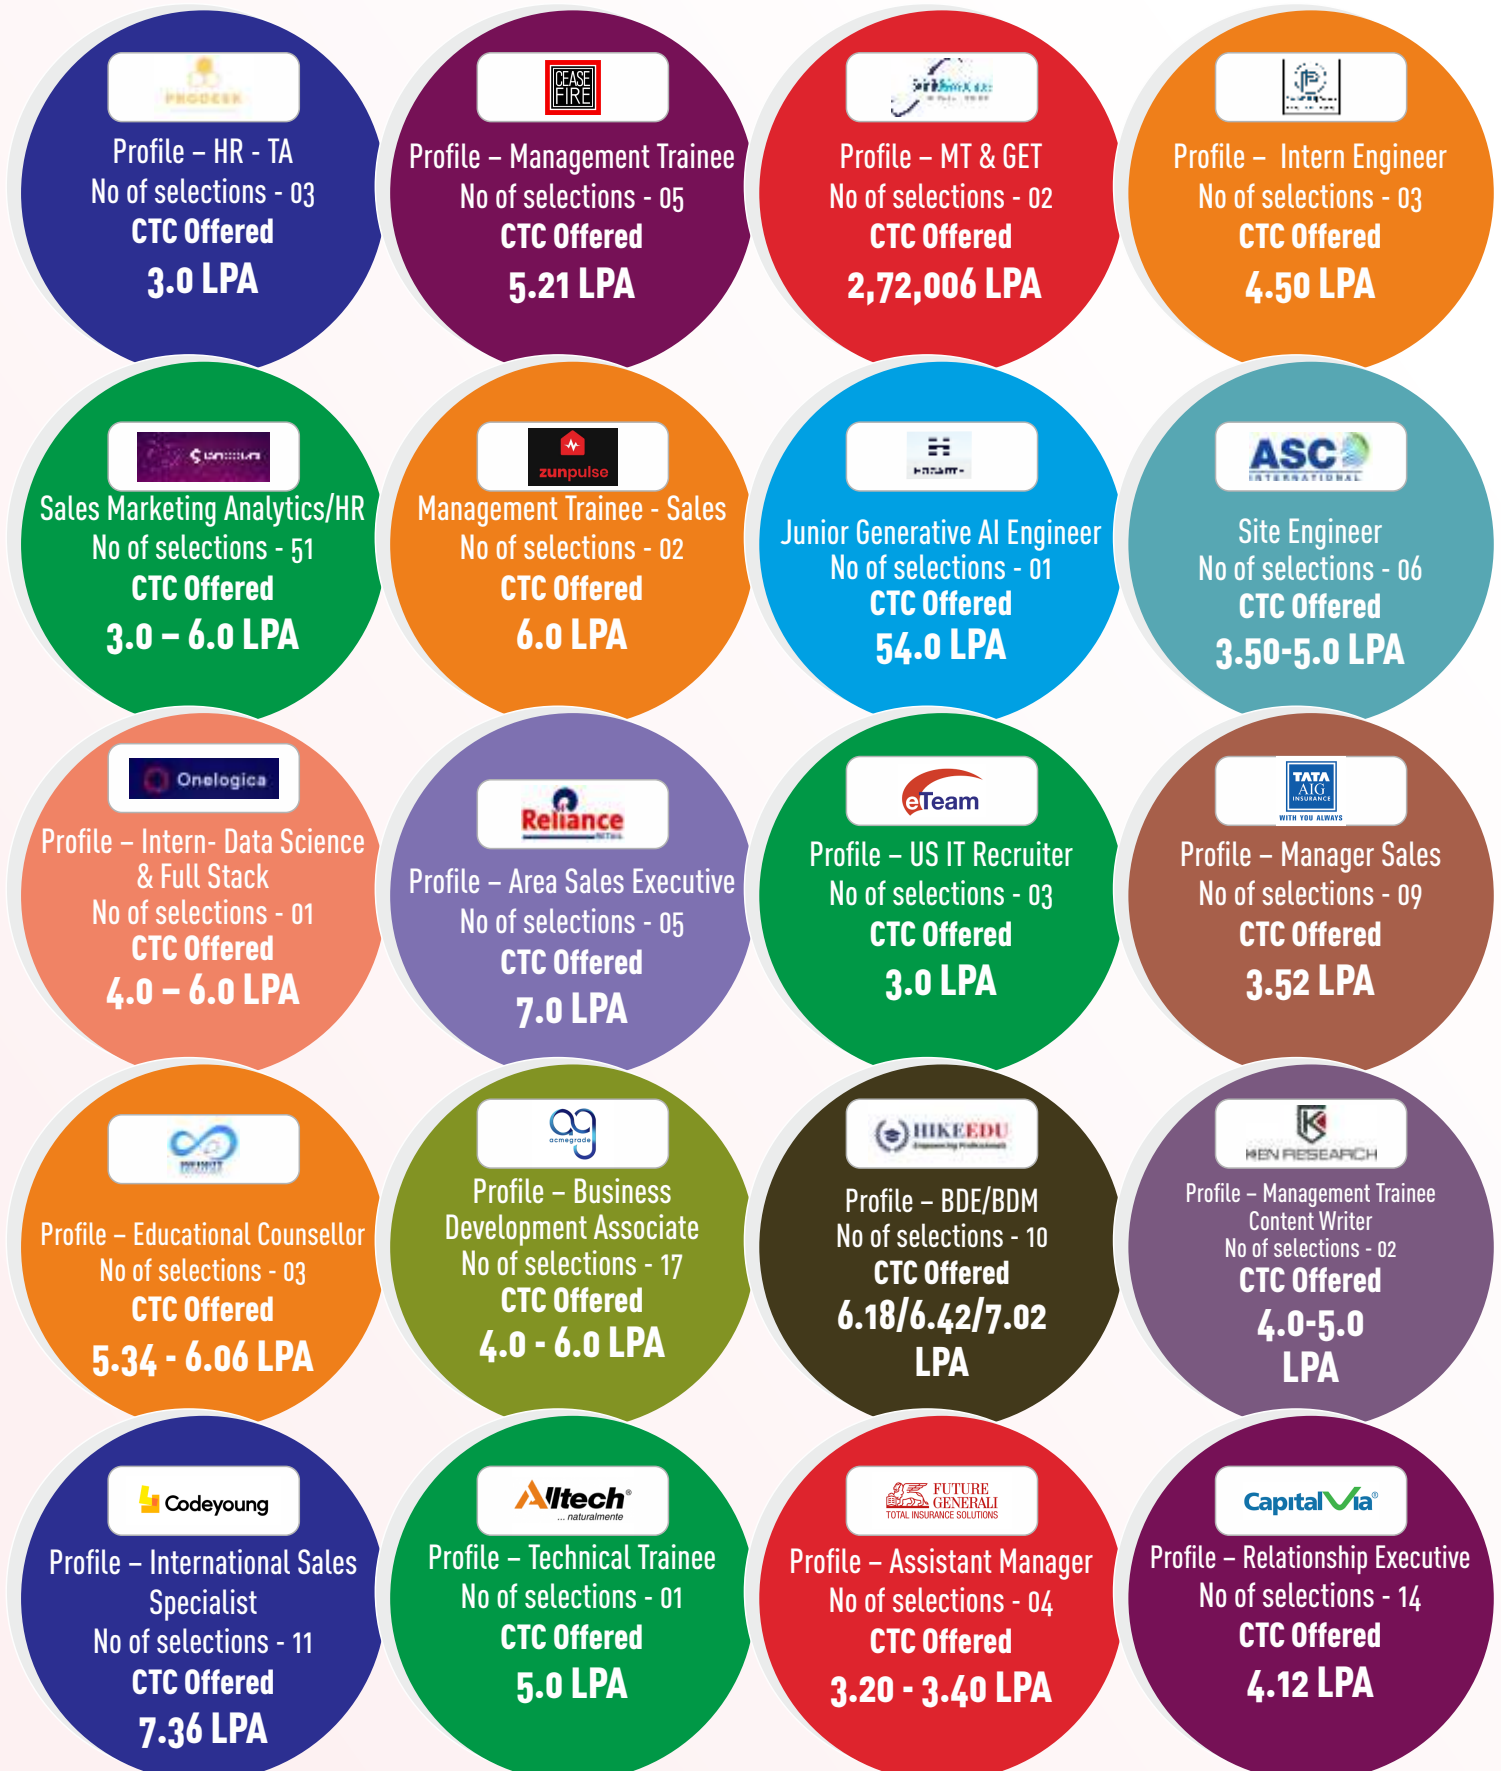 PRODESK
Profile – HR - TA
No of selections - 03
CTC Offered
3.0 LPA
CEASE
FIRE
Profile – Management Trainee
No of selections - 05
CTC Offered
5.21 LPA
Profile – MT & GET
No of selections - 02
CTC Offered
2,72,006 LPA
Profile – Intern Engineer
No of selections - 03
CTC Offered
4.50 LPA
Sales Marketing Analytics/HR
No of selections - 51
CTC Offered
3.0 – 6.0 LPA
zunpulse
Management Trainee - Sales
No of selections - 02
CTC Offered
6.0 LPA
Junior Generative AI Engineer
No of selections - 01
CTC Offered
54.0 LPA
ASC
INTERNATIONAL
Site Engineer
No of selections - 06
CTC Offered
3.50-5.0 LPA
Onelogica
Profile – Intern- Data Science
& Full Stack
No of selections - 01
CTC Offered
4.0 – 6.0 LPA
Reliance
RETAIL
Profile – Area Sales Executive
No of selections - 05
CTC Offered
7.0 LPA
eTeam
Profile – US IT Recruiter
No of selections - 03
CTC Offered
3.0 LPA
TATA
AIG
INSURANCE
WITH YOU ALWAYS
Profile – Manager Sales
No of selections - 09
CTC Offered
3.52 LPA
INFINITY
Profile – Educational Counsellor
No of selections - 03
CTC Offered
5.34 - 6.06 LPA
acmegrade
Profile – Business
Development Associate
No of selections - 17
CTC Offered
4.0 - 6.0 LPA
HIKEEDU
Empowering Professionals
Profile – BDE/BDM
No of selections - 10
CTC Offered
6.18/6.42/7.02
LPA
KEN RESEARCH
Profile – Management Trainee
Content Writer
No of selections - 02
CTC Offered
4.0-5.0
LPA
Codeyoung
Profile – International Sales
Specialist
No of selections - 11
CTC Offered
7.36 LPA
Alltech®
... naturalmente
Profile – Technical Trainee
No of selections - 01
CTC Offered
5.0 LPA
FUTURE
GENERALI
TOTAL INSURANCE SOLUTIONS
Profile – Assistant Manager
No of selections - 04
CTC Offered
3.20 - 3.40 LPA
CapitalVia®
Profile – Relationship Executive
No of selections - 14
CTC Offered
4.12 LPA